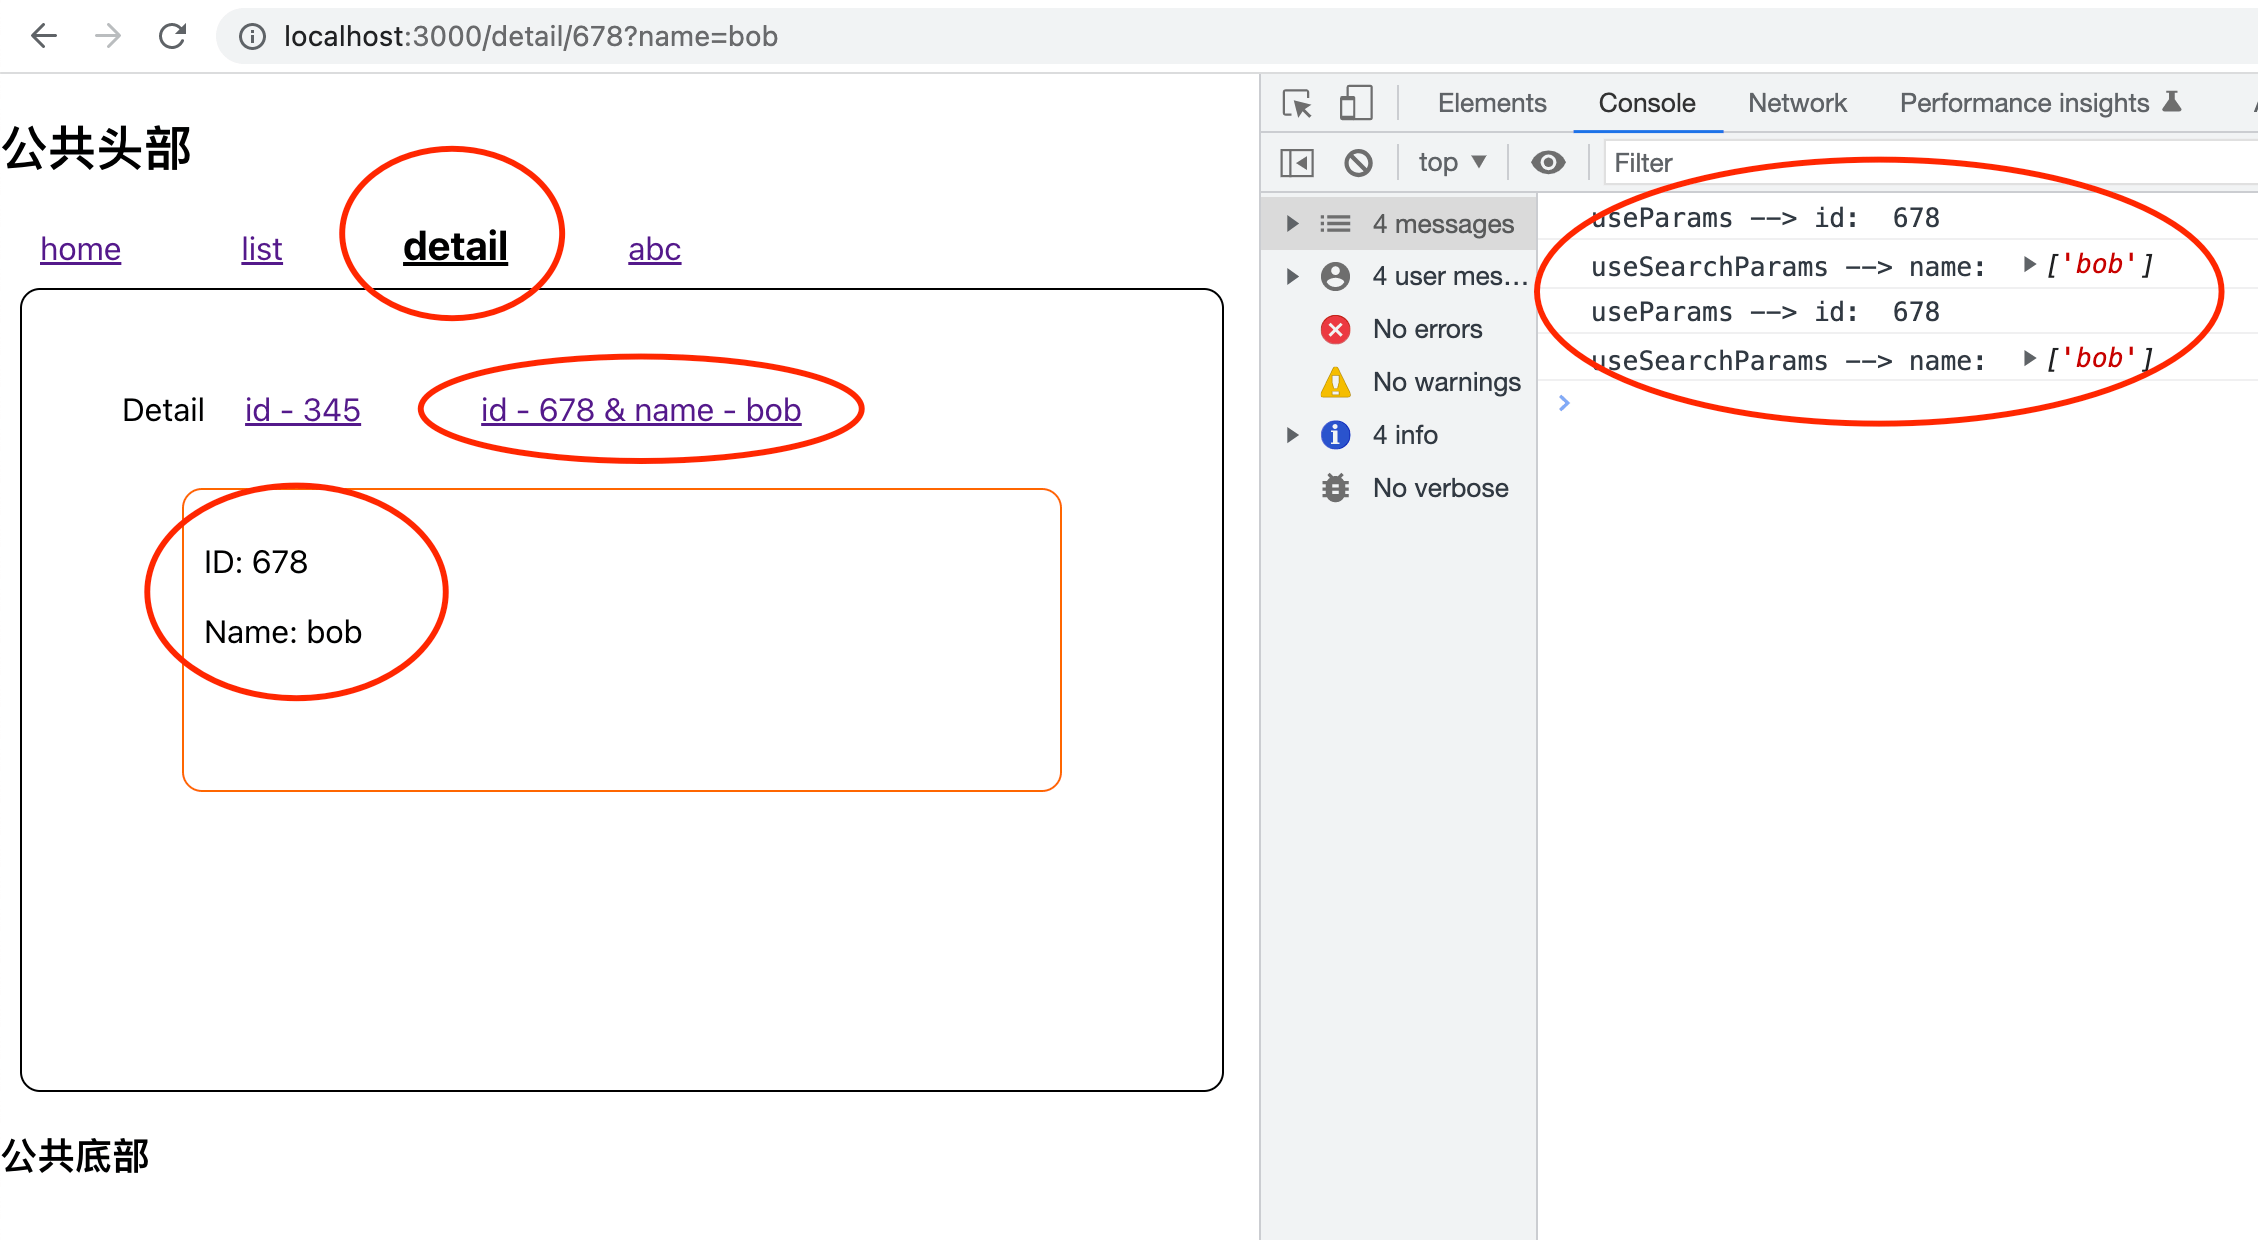 localhost:3000/detail/678?name=bob
公共头部
home list detail abc
Detail id - 345 id - 678 & name - bob
ID: 678
Name: bob
公共底部
Elements Console Network Performance insights
top Filter
4 messages
4 user mes...
No errors
No warnings
4 info
No verbose
useParams --> id: 678
useSearchParams --> name: ['bob']
useParams --> id: 678
useSearchParams --> name: ['bob']